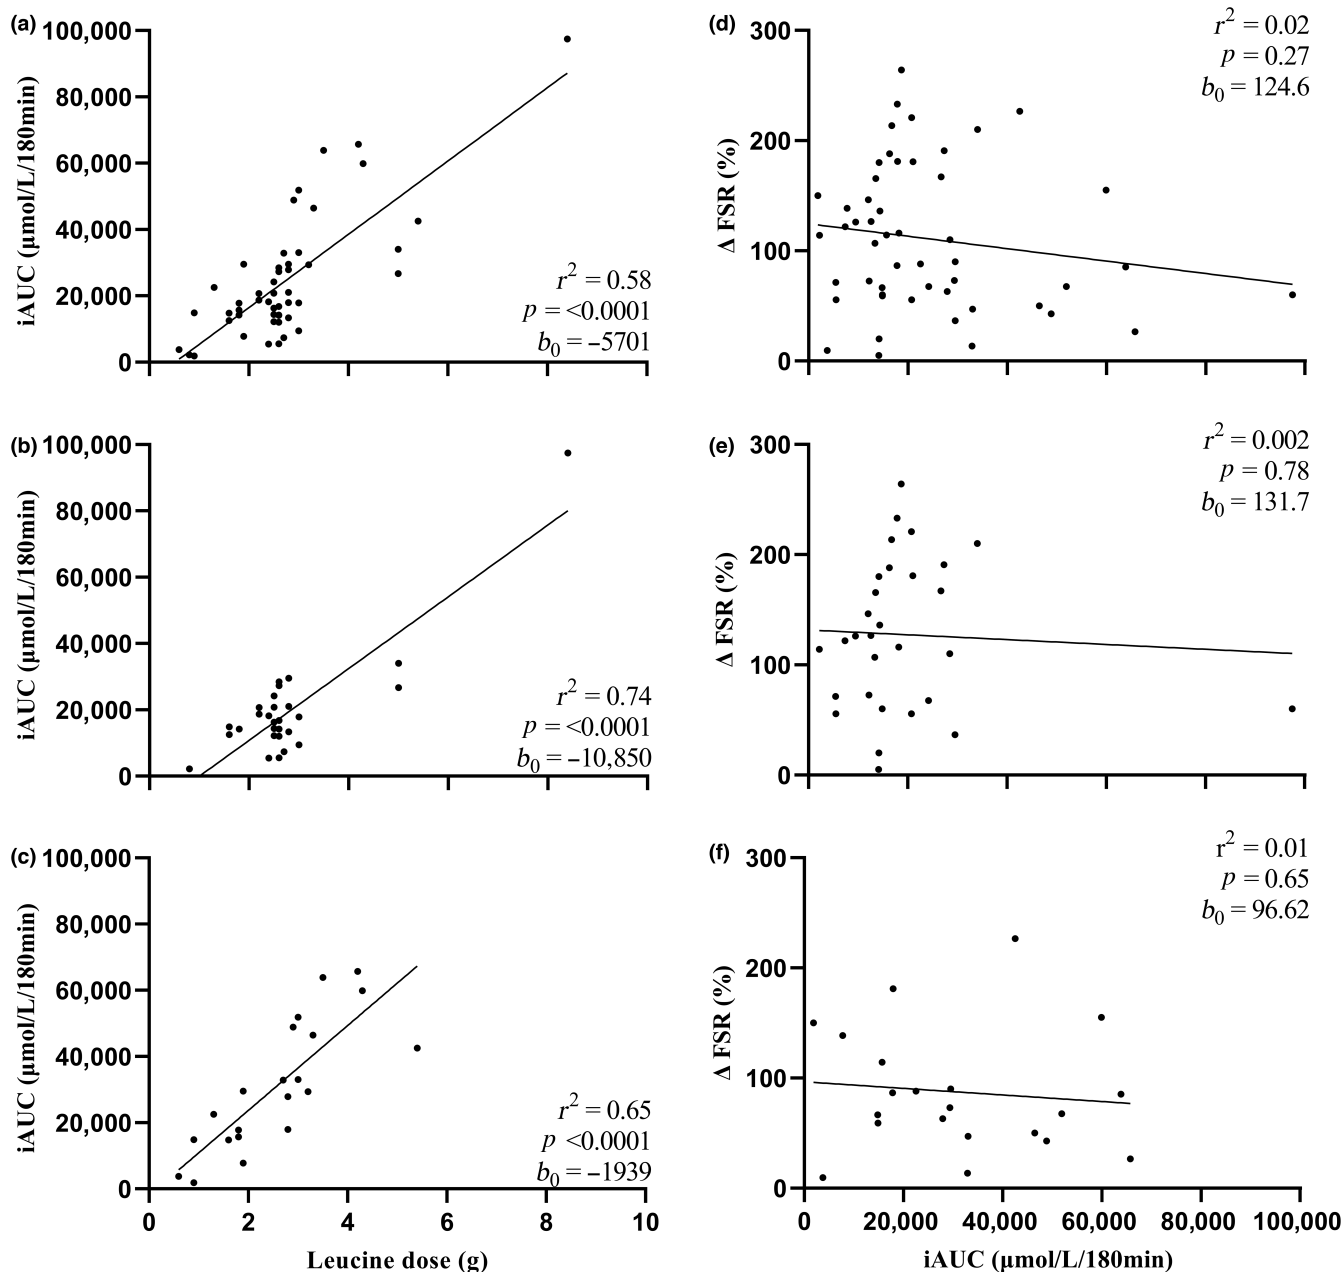 (a)
100,000
80,000
60,000
40,000
20,000
0
iAUC (µmol/L/180min)
r² = 0.58
p = <0.0001
b₀ = –5701
(d)
300
200
100
0
Δ FSR (%)
r² = 0.02
p = 0.27
b₀ = 124.6
(b)
100,000
80,000
60,000
40,000
20,000
0
iAUC (µmol/L/180min)
r² = 0.74
p = <0.0001
b₀ = –10,850
(e)
300
200
100
0
Δ FSR (%)
r² = 0.002
p = 0.78
b₀ = 131.7
(c)
100,000
80,000
60,000
40,000
20,000
0
iAUC (µmol/L/180min)
r² = 0.65
p <0.0001
b₀ = –1939
0 2 4 6 8 10
Leucine dose (g)
(f)
300
200
100
0
Δ FSR (%)
r² = 0.01
p = 0.65
b₀ = 96.62
0 20,000 40,000 60,000 80,000 100,000
iAUC (µmol/L/180min)